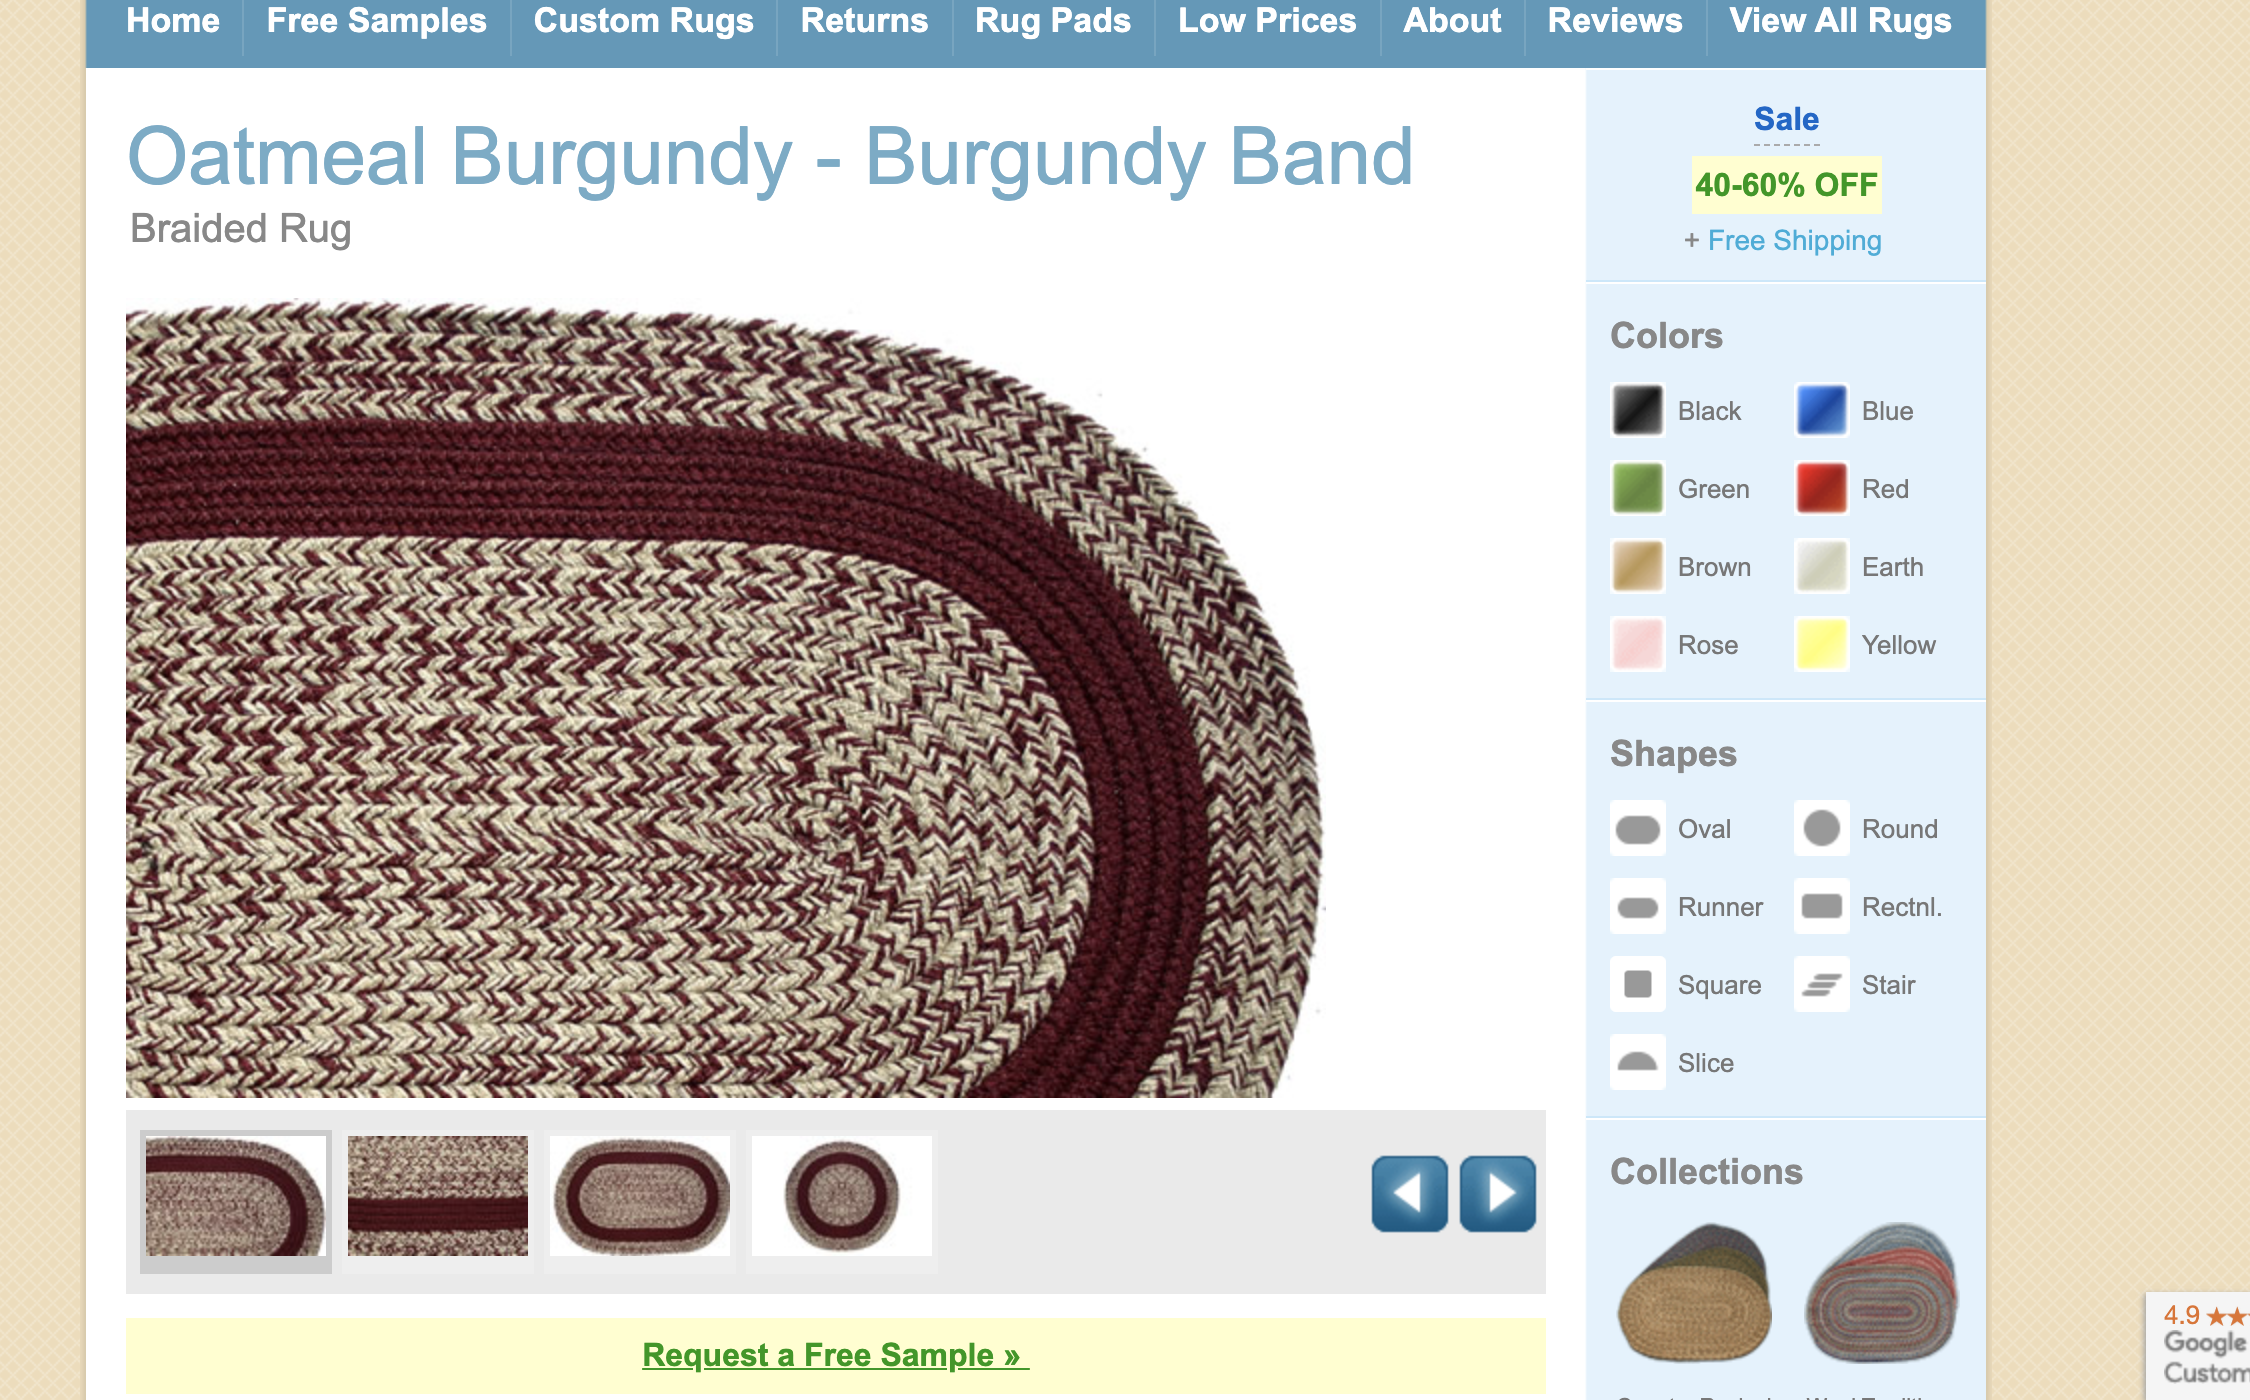 Home Free Samples Custom Rugs Returns Rug Pads Low Prices About Reviews View All Rugs
Oatmeal Burgundy - Burgundy Band
Braided Rug
Request a Free Sample »
Sale
40-60% OFF
+ Free Shipping
Colors
Black Blue
Green Red
Brown Earth
Rose Yellow
Shapes
Oval Round
Runner Rectnl.
Square Stair
Slice
Collections
4.9 ★★
Google
Custom